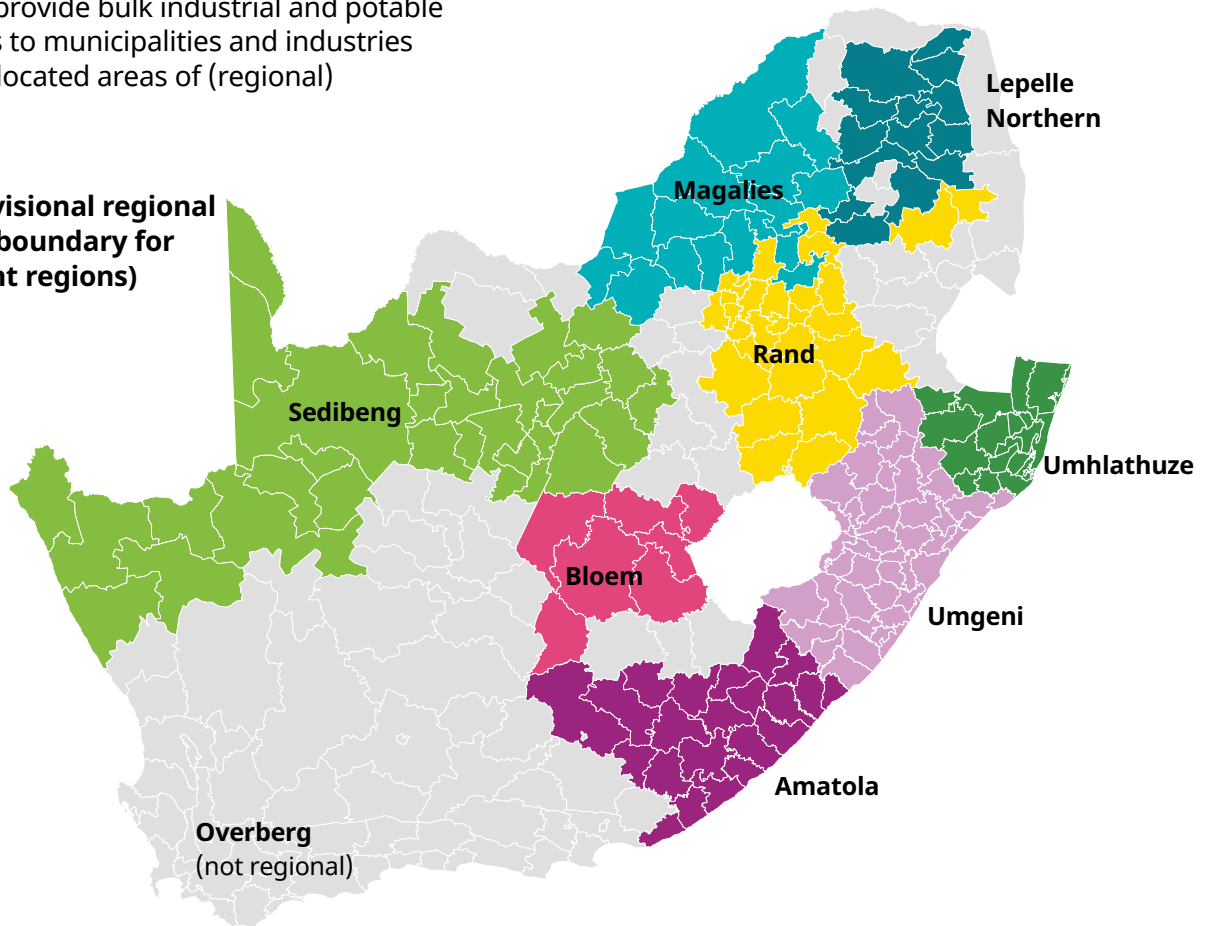 provide bulk industrial and potable
s to municipalities and industries
located areas of (regional)
visional regional
boundary for
nt regions)
Lepelle
Northern
Magalies
Rand
Sedibeng
Umhlathuze
Bloem
Umgeni
Amatola
Overberg
(not regional)